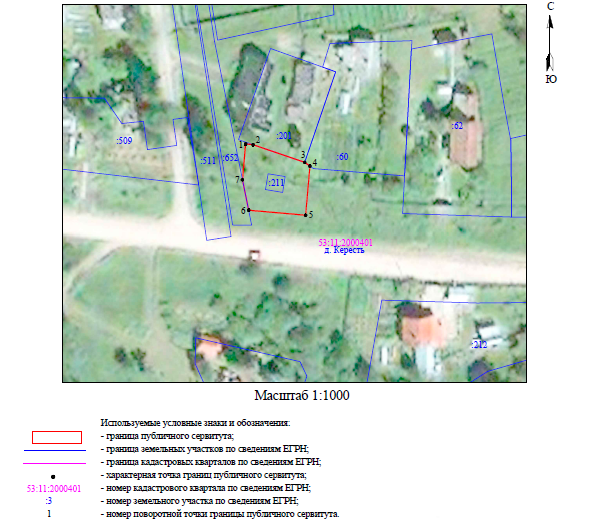 С
Ю
:509
:511
:652
:201
:60
:62
1
2
3
4
7
:211
6
5
53:11:2000401
д. Кересть
:212
Масштаб 1:1000
Используемые условные знаки и обозначения:
- граница публичного сервитута;
- граница земельных участков по сведениям ЕГРН;
- граница кадастровых кварталов по сведениям ЕГРН;
- характерная точка границ публичного сервитута;
53:11:2000401 - номер кадастрового квартала по сведениям ЕГРН;
:3 - номер земельного участка по сведениям ЕГРН;
1 - номер поворотной точки границы публичного сервитута.